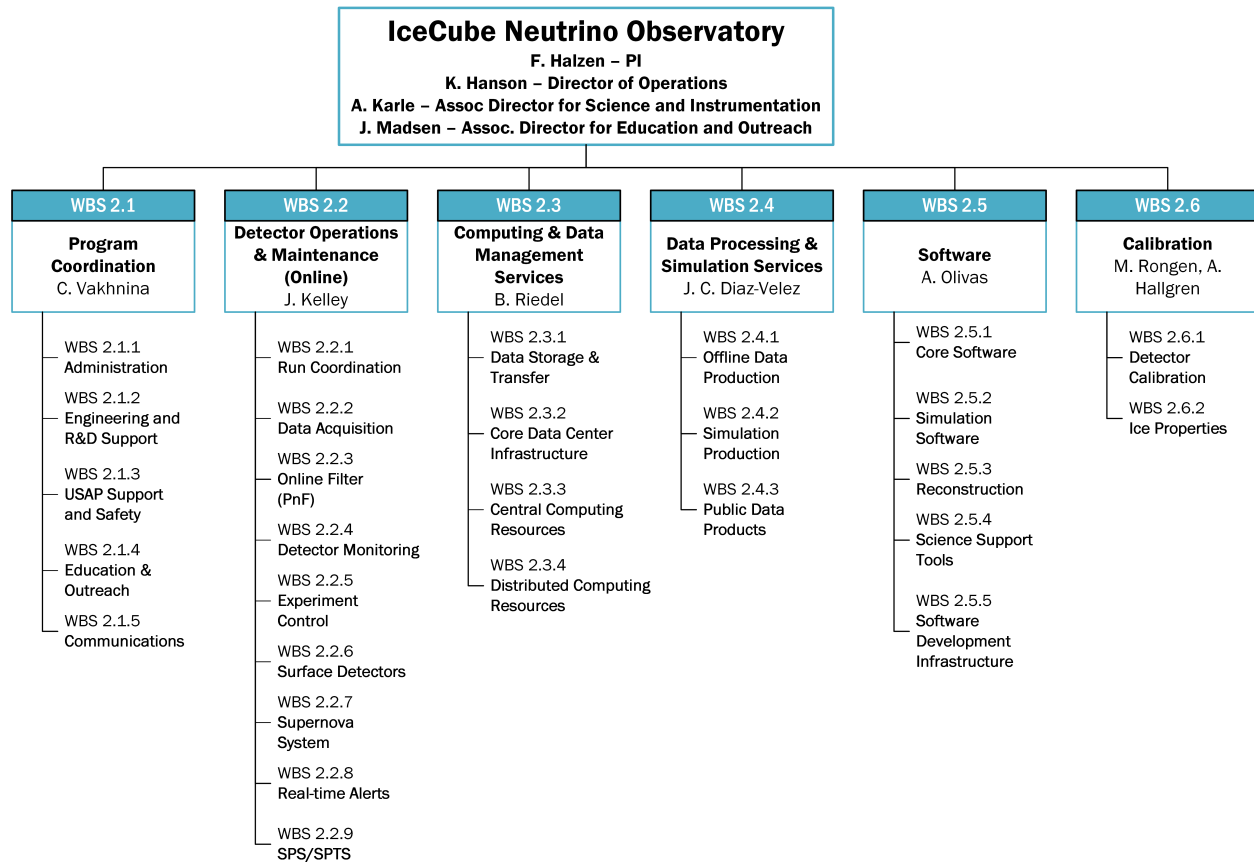 IceCube Neutrino Observatory
F. Halzen – PI
K. Hanson – Director of Operations
A. Karle – Assoc Director for Science and Instrumentation
J. Madsen – Assoc. Director for Education and Outreach
WBS 2.1
Program
Coordination
C. Vakhnina
WBS 2.1.1
Administration
WBS 2.1.2
Engineering and
R&D Support
WBS 2.1.3
USAP Support
and Safety
WBS 2.1.4
Education &
Outreach
WBS 2.1.5
Communications
WBS 2.2
Detector Operations
& Maintenance
(Online)
J. Kelley
WBS 2.2.1
Run Coordination
WBS 2.2.2
Data Acquisition
WBS 2.2.3
Online Filter
(PnF)
WBS 2.2.4
Detector Monitoring
WBS 2.2.5
Experiment
Control
WBS 2.2.6
Surface Detectors
WBS 2.2.7
Supernova
System
WBS 2.2.8
Real-time Alerts
WBS 2.2.9
SPS/SPTS
WBS 2.3
Computing & Data
Management
Services
B. Riedel
WBS 2.3.1
Data Storage &
Transfer
WBS 2.3.2
Core Data Center
Infrastructure
WBS 2.3.3
Central Computing
Resources
WBS 2.3.4
Distributed Computing
Resources
WBS 2.4
Data Processing &
Simulation Services
J. C. Diaz-Velez
WBS 2.4.1
Offline Data
Production
WBS 2.4.2
Simulation
Production
WBS 2.4.3
Public Data
Products
WBS 2.5
Software
A. Olivas
WBS 2.5.1
Core Software
WBS 2.5.2
Simulation
Software
WBS 2.5.3
Reconstruction
WBS 2.5.4
Science Support
Tools
WBS 2.5.5
Software
Development
Infrastructure
WBS 2.6
Calibration
M. Rongen, A.
Hallgren
WBS 2.6.1
Detector
Calibration
WBS 2.6.2
Ice Properties